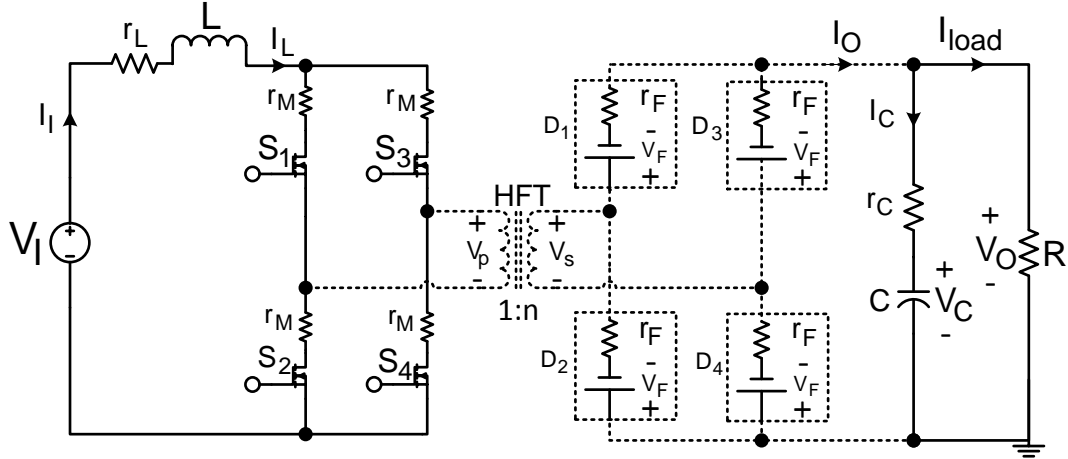 r_L
L
I_L
I_O
I_load
r_M
r_M
r_F
r_F
I_I
D_1
D_3
I_C
-
V_F
+
-
V_F
+
S_1
S_3
HFT
r_C
+
V_p
-
+
V_s
-
+
V_O
-
R
V_I
+
-
1:n
C
+
V_C
-
r_M
r_M
r_F
r_F
S_2
S_4
D_2
D_4
-
V_F
+
-
V_F
+